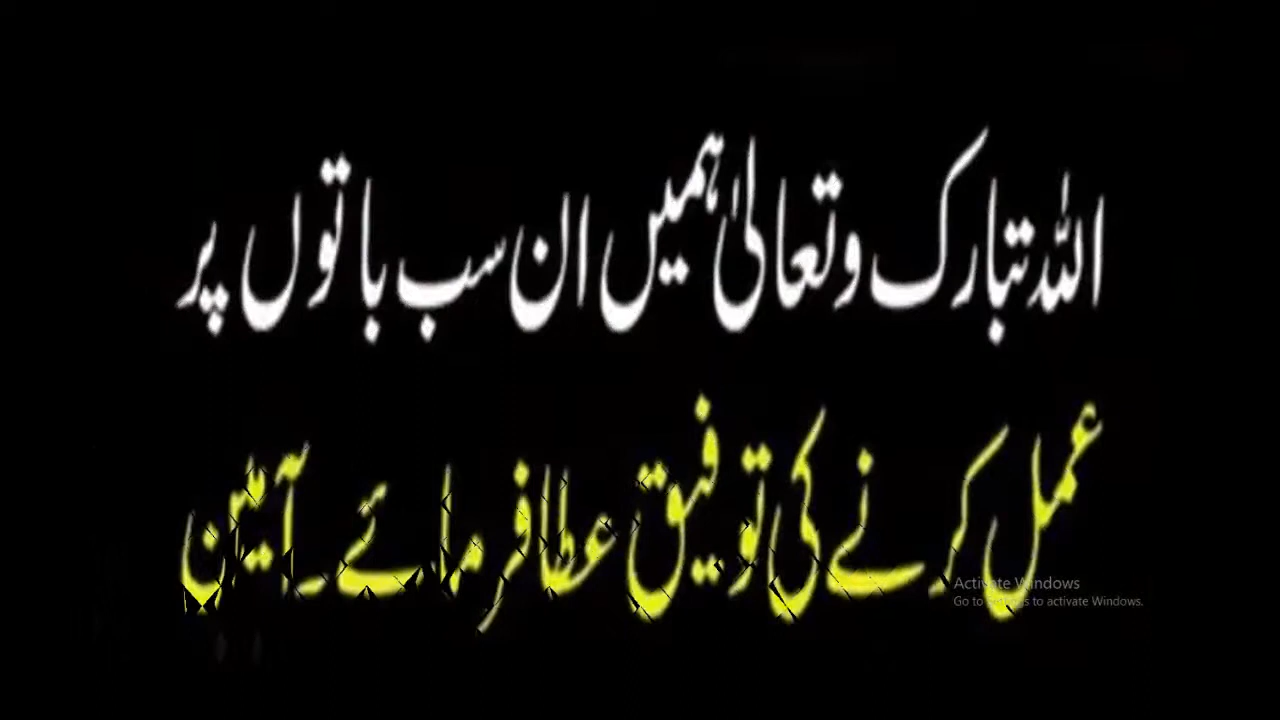 اللہ تبارک وتعالیٰ ہمیں ان سب باتوں پر
عمل کرنے کی توفیق عطا فرمائے۔ آمین
Activate Windows
Go to Settings to activate Windows.